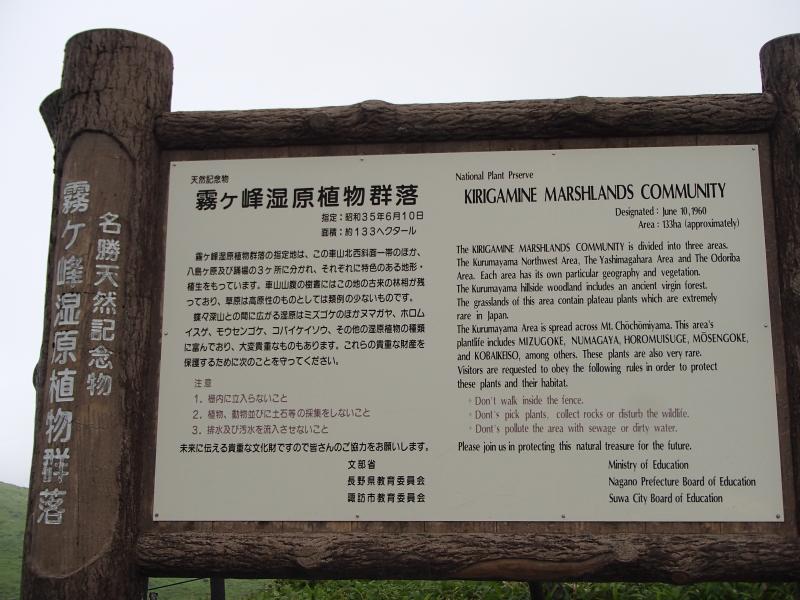 名勝天然記念物
霧ケ峰湿原植物群落
天然記念物
霧ヶ峰湿原植物群落
指定：昭和35年6月10日
面積：約133ヘクタール
霧ヶ峰湿原植物群落の指定地は、この車山北西斜面一帯のほか、
八島ヶ原及び踊場の3ヶ所に分かれ、それぞれに特色のある地形・
植生をもっています。車山山腹の樹叢にはこの地の古来の林相が残
っており、草原は高原性のものとしては類例の少ないものです。
蝶々深山との間に広がる湿原はミズゴケのほかヌマガヤ、ホロム
イスゲ、モウセンゴケ、コバイケイソウ、その他の湿原植物の種類
に富んでおり、大変貴重なものもあります。これらの貴重な財産を
保護するために次のことを守ってください。
注意
1．柵内に立入らないこと
2．植物、動物並びに土石等の採集をしないこと
3．排水及び汚水を流入させないこと
未来に伝える貴重な文化財ですので皆さんのご協力をお願いします。
文部省
長野県教育委員会
諏訪市教育委員会
National Plant Prserve
KIRIGAMINE MARSHLANDS COMMUNITY
Designated : June 10, 1960
Area : 133ha (approximately)
The KIRIGAMINE MARSHLANDS COMMUNITY is divided into three areas.
The Kurumayama Northwest Area, The Yashimagahara Area and The Odoriba
Area. Each area has its own particular geography and vegetation.
The Kurumayama hillside woodland includes an ancient virgin forest.
The grasslands of this area contain plateau plants which are extremely
rare in Japan.
The Kurumayama Area is spread across Mt. Chōchōmiyama. This area's
plantlife includes MIZUGOKE, NUMAGAYA, HOROMUISUGE, MŌSENGOKE,
and KOBAIKEISO, among others. These plants are also very rare.
Visitors are requested to obey the following rules in order to protect
these plants and their habitat.
◦ Don't walk inside the fence.
◦ Dont's pick plants, collect rocks or disturb the wildlife.
◦ Dont's pollute the area with sewage or dirty water.
Please join us in protecting this natural treasure for the future.
Ministry of Education
Nagano Prefecture Board of Education
Suwa City Board of Education